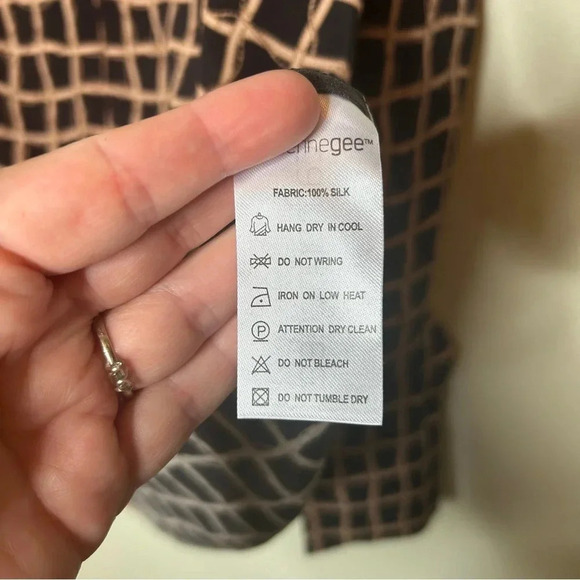 ennegee™
FABRIC:100% SILK
HANG DRY IN COOL
DO NOT WRING
IRON ON LOW HEAT
P ATTENTION DRY CLEAN
DO NOT BLEACH
DO NOT TUMBLE DRY